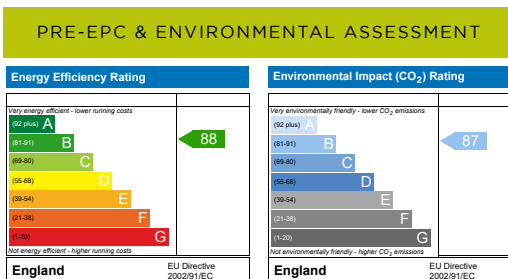 PRE-EPC & ENVIRONMENTAL ASSESSMENT
Energy Efficiency Rating
Very energy efficient - lower running costs
(92 plus) A
(81-91) B
(69-80) C
(55-68) D
(39-54) E
(21-38) F
(1-20) G
88
Not energy efficient - higher running costs
England
EU Directive
2002/91/EC
Environmental Impact (CO₂) Rating
Very environmentally friendly - lower CO₂ emissions
(92 plus) A
(81-91) B
(69-80) C
(55-68) D
(39-54) E
(21-38) F
(1-20) G
87
Not environmentally friendly - higher CO₂ emissions
England
EU Directive
2002/91/EC